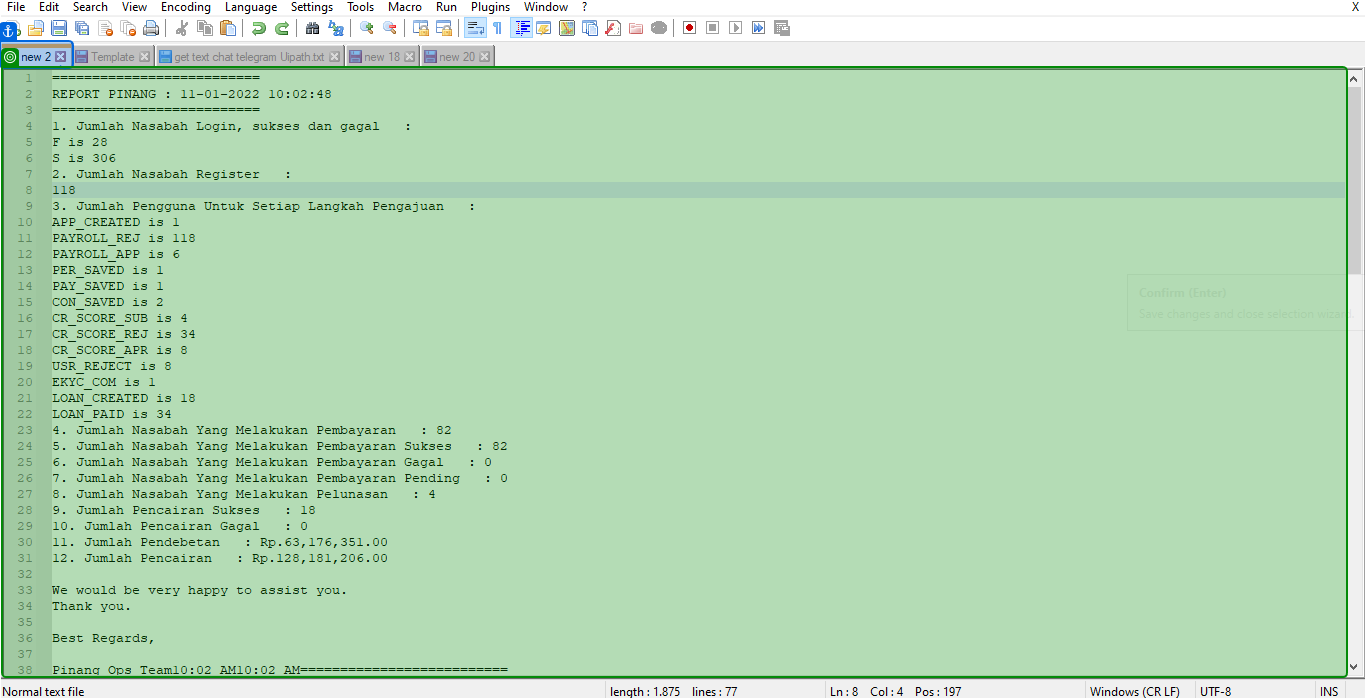 File Edit Search View Encoding Language Settings Tools Macro Run Plugins Window ? X
new 2 Template get text chat telegram Uipath.txt new 18 new 20
1 ==========================
2 REPORT PINANG : 11-01-2022 10:02:48
3 ==========================
4 1. Jumlah Nasabah Login, sukses dan gagal :
5 F is 28
6 S is 306
7 2. Jumlah Nasabah Register :
8 118
9 3. Jumlah Pengguna Untuk Setiap Langkah Pengajuan :
10 APP_CREATED is 1
11 PAYROLL_REJ is 118
12 PAYROLL_APP is 6
13 PER_SAVED is 1
14 PAY_SAVED is 1
Confirm (Enter)
15 CON_SAVED is 2
16 CR_SCORE_SUB is 4
Save changes and close selection wizard.
17 CR_SCORE_REJ is 34
18 CR_SCORE_APR is 8
19 USR_REJECT is 8
20 EKYC_COM is 1
21 LOAN_CREATED is 18
22 LOAN_PAID is 34
23 4. Jumlah Nasabah Yang Melakukan Pembayaran : 82
24 5. Jumlah Nasabah Yang Melakukan Pembayaran Sukses : 82
25 6. Jumlah Nasabah Yang Melakukan Pembayaran Gagal : 0
26 7. Jumlah Nasabah Yang Melakukan Pembayaran Pending : 0
27 8. Jumlah Nasabah Yang Melakukan Pelunasan : 4
28 9. Jumlah Pencairan Sukses : 18
29 10. Jumlah Pencairan Gagal : 0
30 11. Jumlah Pendebetan : Rp.63,176,351.00
31 12. Jumlah Pencairan : Rp.128,181,206.00
32
33 We would be very happy to assist you.
34 Thank you.
35
36 Best Regards,
37
38 Pinang Ops Team10:02 AM10:02 AM==========================
Normal text file length : 1.875 lines : 77 Ln : 8 Col : 4 Pos : 197 Windows (CR LF) UTF-8 INS